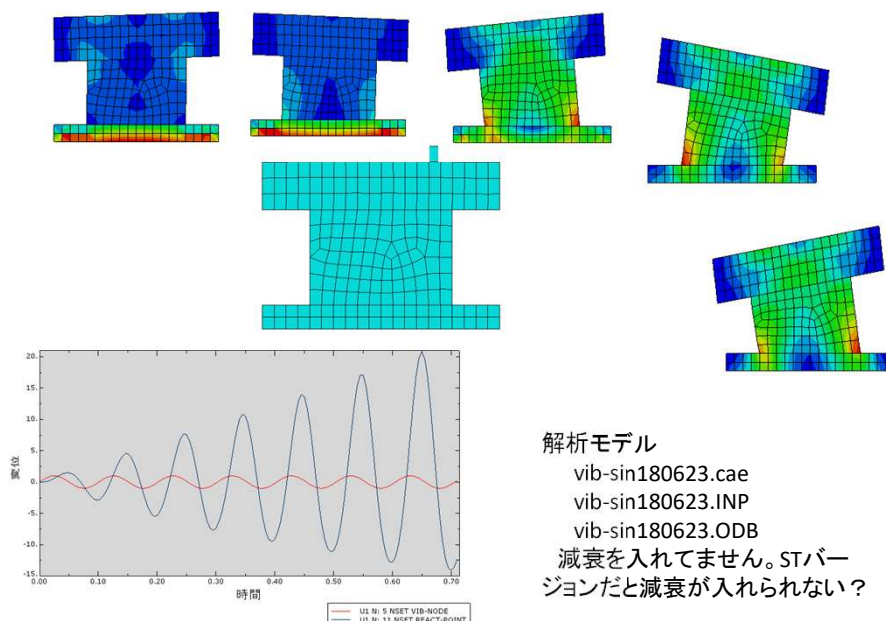 20.
15.
10.
5.
0.
-5.
-10.
-15.
変位
0.00 0.10 0.20 0.30 0.40 0.50 0.60 0.70
時間
U1 N: 5 NSET VIB-NODE
U1 N: 11 NSET REACT-POINT
解析モデル
vib-sin180623.cae
vib-sin180623.INP
vib-sin180623.ODB
減衰を入れてません。STバー
ジョンだと減衰が入れられない？